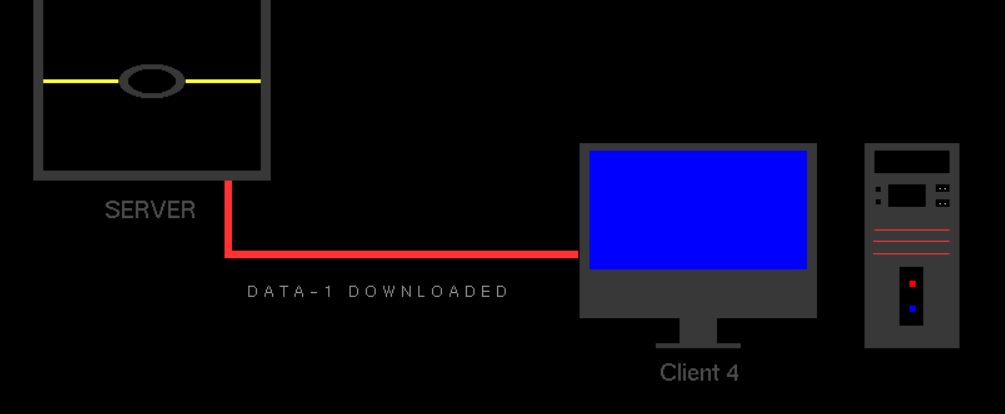 SERVER
DATA-1 DOWNLOADED
Client 4